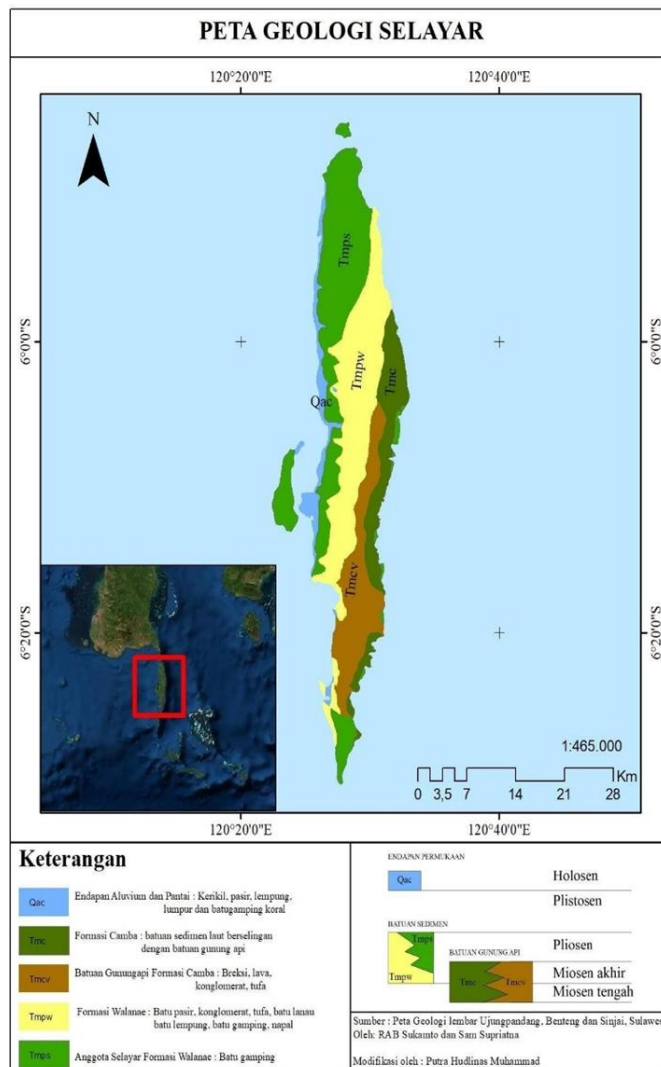 PETA GEOLOGI SELAYAR
120°20'0"E
120°40'0"E
N
6°0'0"S
6°0'0"S
6°20'0"S
6°20'0"S
Tmps
Tmpw
Tmc
Qac
Tmcv
1:465.000
Km
0 3,5 7 14 21 28
120°20'0"E
120°40'0"E
Keterangan
Qac
Endapan Aluvium dan Pantai : Kerikil, pasir, lempung,
lumpur dan batugamping koral
Tmc
Formasi Camba : batuan sedimen laut berselingan
dengan batuan gunung api
Tmcv
Batuan Gunungapi Formasi Camba : Breksi, lava,
konglomerat, tufa
Tmpw
Formasi Walanae : Batu pasir, konglomerat, tufa, batu lanau
batu lempung, batu gamping, napal
Tmps
Anggota Selayar Formasi Walanae : Batu gamping
ENDAPAN PERMUKAAN
Qac
Holosen
Plistosen
BATUAN SEDIMEN
Tmps
Tmpw
Pliosen
BATUAN GUNUNG API
Tmc
Tmcv
Miosen akhir
Miosen tengah
Sumber : Peta Geologi lembar Ujungpandang, Benteng dan Sinjai, Sulawes
Oleh: RAB Sukamto dan Sam Supriatna
Modifikasi oleh : Putra Hudlinas Muhammad